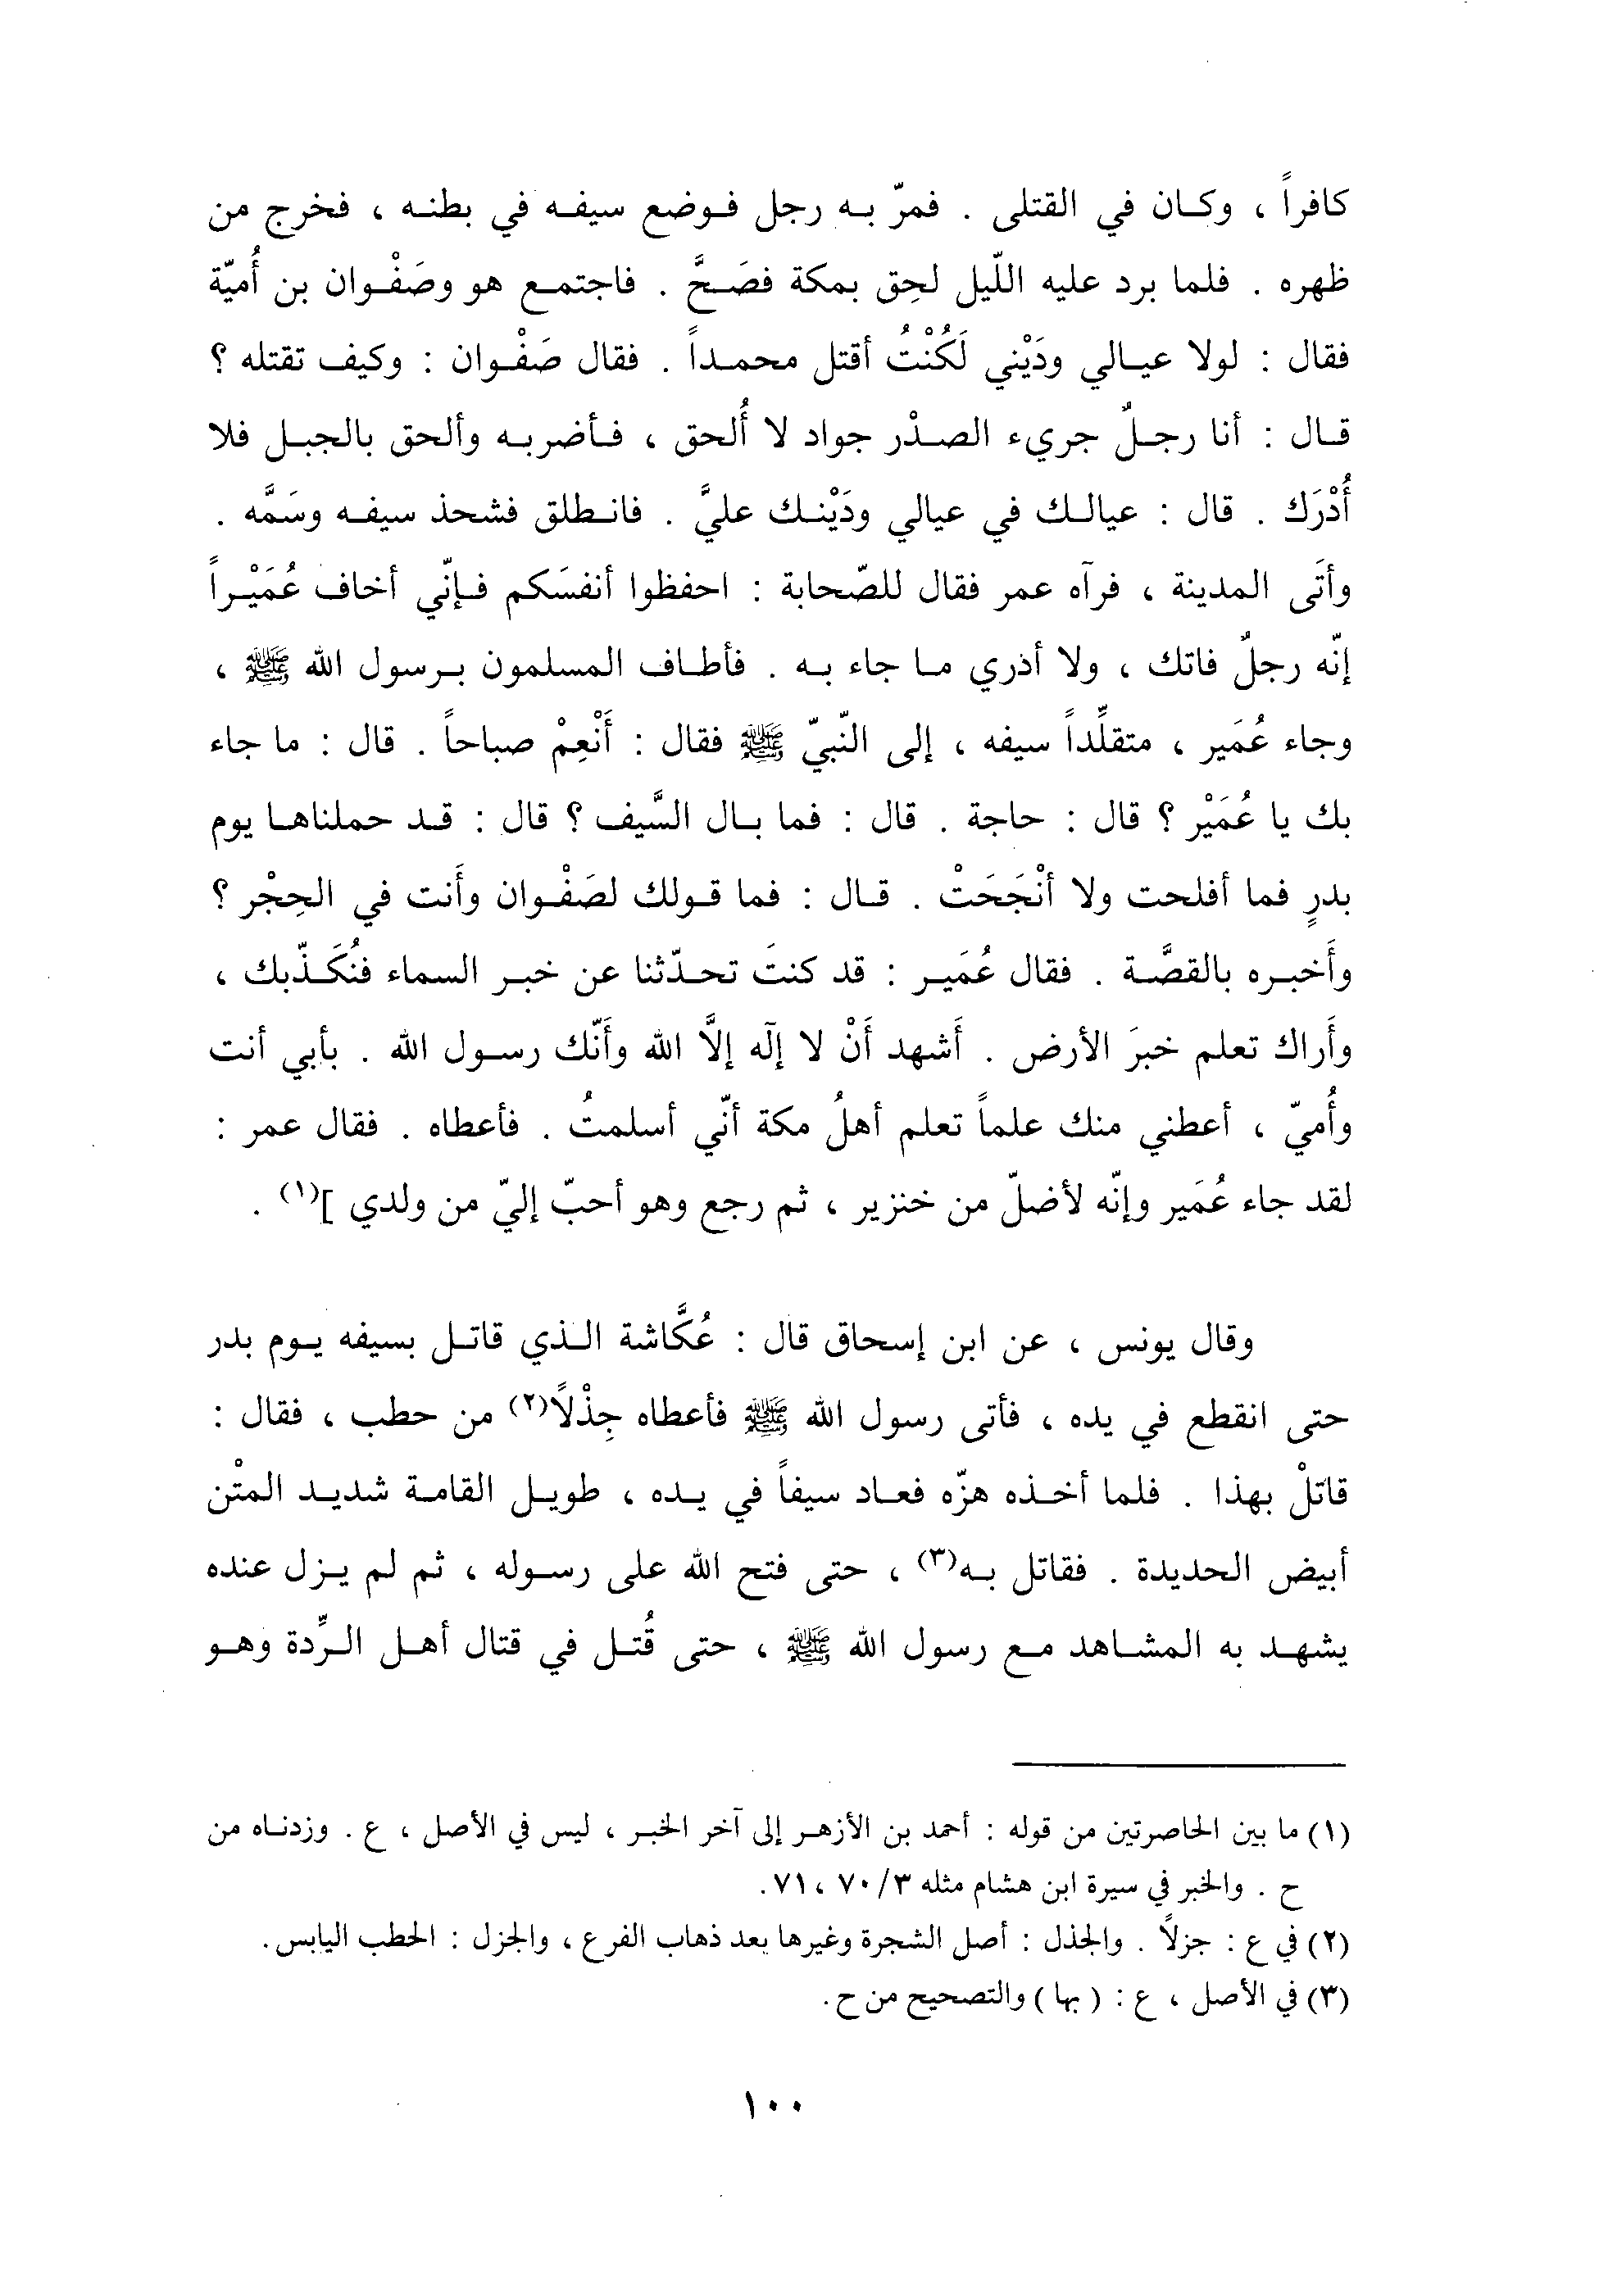 كافراً ، وكان في القتلى . فمرّ به رجل فوضع سيفه في بطنه ، فخرج من
ظهره . فلما برد عليه اللّيل لحِق بمكة فصَحَّ . فاجتمع هو وصَفْوان بن أُميّة
فقال : لولا عيالي ودَيْني لَكُنْتُ أقتل محمداً . فقال صَفْوان : وكيف تقتله ؟
قال : أنا رجلٌ جريء الصدْر جواد لا أُلحق ، فأضربه وألحق بالجبل فلا
أُدْرَك . قال : عيالك في عيالي ودَيْنك عليَّ . فانطلق فشحذ سيفه وسَمَّه .
وأتَى المدينة ، فرآه عمر فقال للصّحابة : احفظوا أنفسَكم فإنّي أخاف عُمَيْراً
إنّه رجلٌ فاتك ، ولا أذري ما جاء به . فأطاف المسلمون برسول الله ﷺ ،
وجاء عُمَير ، متقلِّداً سيفه ، إلى النّبيّ ﷺ فقال : أَنْعِمْ صباحاً . قال : ما جاء
بك يا عُمَيْر ؟ قال : حاجة . قال : فما بال السَّيف ؟ قال : قد حملناها يوم
بدرٍ فما أفلحت ولا أنْجَحَتْ . قال : فما قولك لصَفْوان وأَنت في الحِجْر ؟
وأَخبره بالقصَّة . فقال عُمَير : قد كنتَ تحدّثنا عن خبر السماء فنُكَذّبك ،
وأَراك تعلم خبرَ الأرض . أَشهد أَنْ لا إلٓه إلَّا الله وأَنّك رسول الله . بأبي أنت
وأُميّ ، أعطني منك علماً تعلم أهلُ مكة أنّي أسلمتُ . فأعطاه . فقال عمر :
لقد جاء عُمَير وإنّه لأضلّ من خنزير ، ثم رجع وهو أحبّ إليّ من ولدي ](١) .
وقال يونس ، عن ابن إسحاق قال : عُكَّاشة الذي قاتل بسيفه يوم بدر
حتى انقطع في يده ، فأتى رسول الله ﷺ فأعطاه جِذْلاً(٢) من حطب ، فقال :
قاتلْ بهذا . فلما أخذه هزّه فعاد سيفاً في يده ، طويل القامة شديد المتْن
أبيض الحديدة . فقاتل به(٣) ، حتى فتح الله على رسوله ، ثم لم يزل عنده
يشهد به المشاهد مع رسول الله ﷺ ، حتى قُتل في قتال أهل الرِّدة وهو
(١) ما بين الحاصرتين من قوله : أحمد بن الأزهر إلى آخر الخبر ، ليس في الأصل ، ع . وزدناه من
ح . والخبر في سيرة ابن هشام مثله ٧٠/٣ ، ٧١.
(٢) في ع : جزلاً . والجذل : أصل الشجرة وغيرها بعد ذهاب الفرع ، والجزل : الحطب اليابس.
(٣) في الأصل ، ع : ( بها ) والتصحيح من ح.
١٠٠